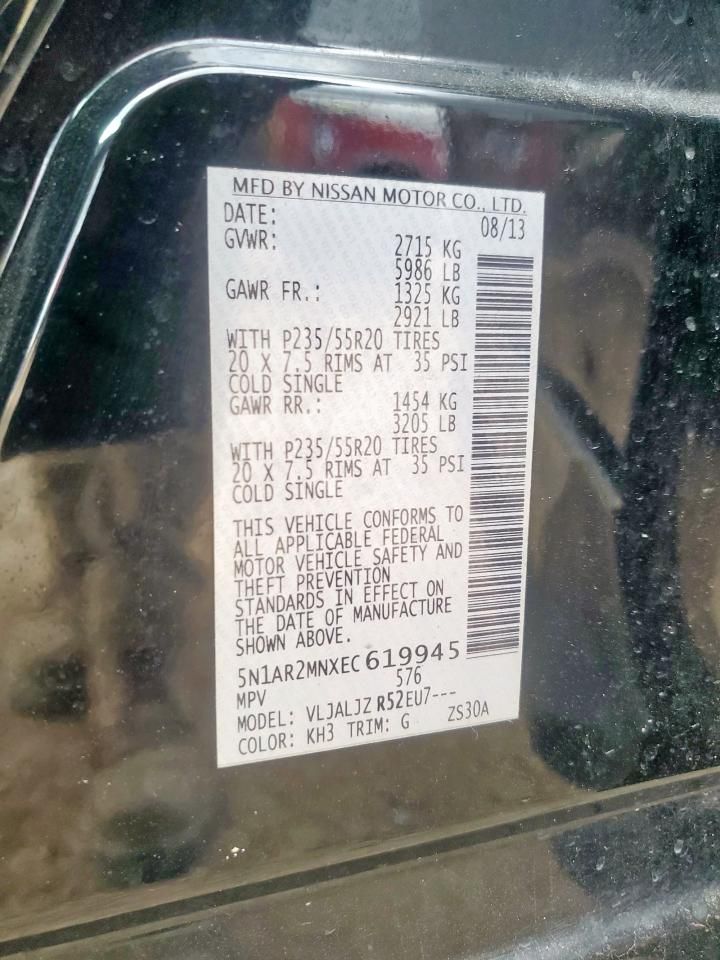 MFD BY NISSAN MOTOR CO., LTD.
DATE: 08/13
GVWR: 2715 KG
5986 LB
GAWR FR.: 1325 KG
2921 LB
WITH P235/55R20 TIRES
20 X 7.5 RIMS AT 35 PSI
COLD SINGLE
GAWR RR.: 1454 KG
3205 LB
WITH P235/55R20 TIRES
20 X 7.5 RIMS AT 35 PSI
COLD SINGLE
THIS VEHICLE CONFORMS TO
ALL APPLICABLE FEDERAL
MOTOR VEHICLE SAFETY AND
THEFT PREVENTION
STANDARDS IN EFFECT ON
THE DATE OF MANUFACTURE
SHOWN ABOVE.
5N1AR2MNXEC619945
MPV 576
MODEL: VLJALJZ R52EU7---
COLOR: KH3 TRIM: G ZS30A